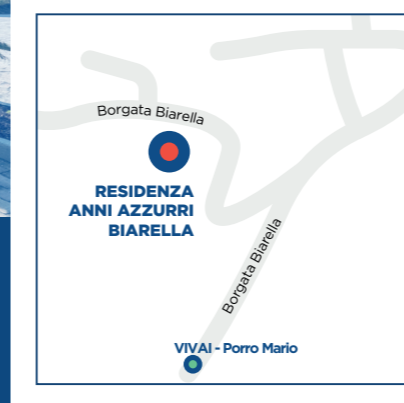 Borgata Biarella
RESIDENZA
ANNI AZZURRI
BIARELLA
Borgata Biarella
VIVAI - Porro Mario